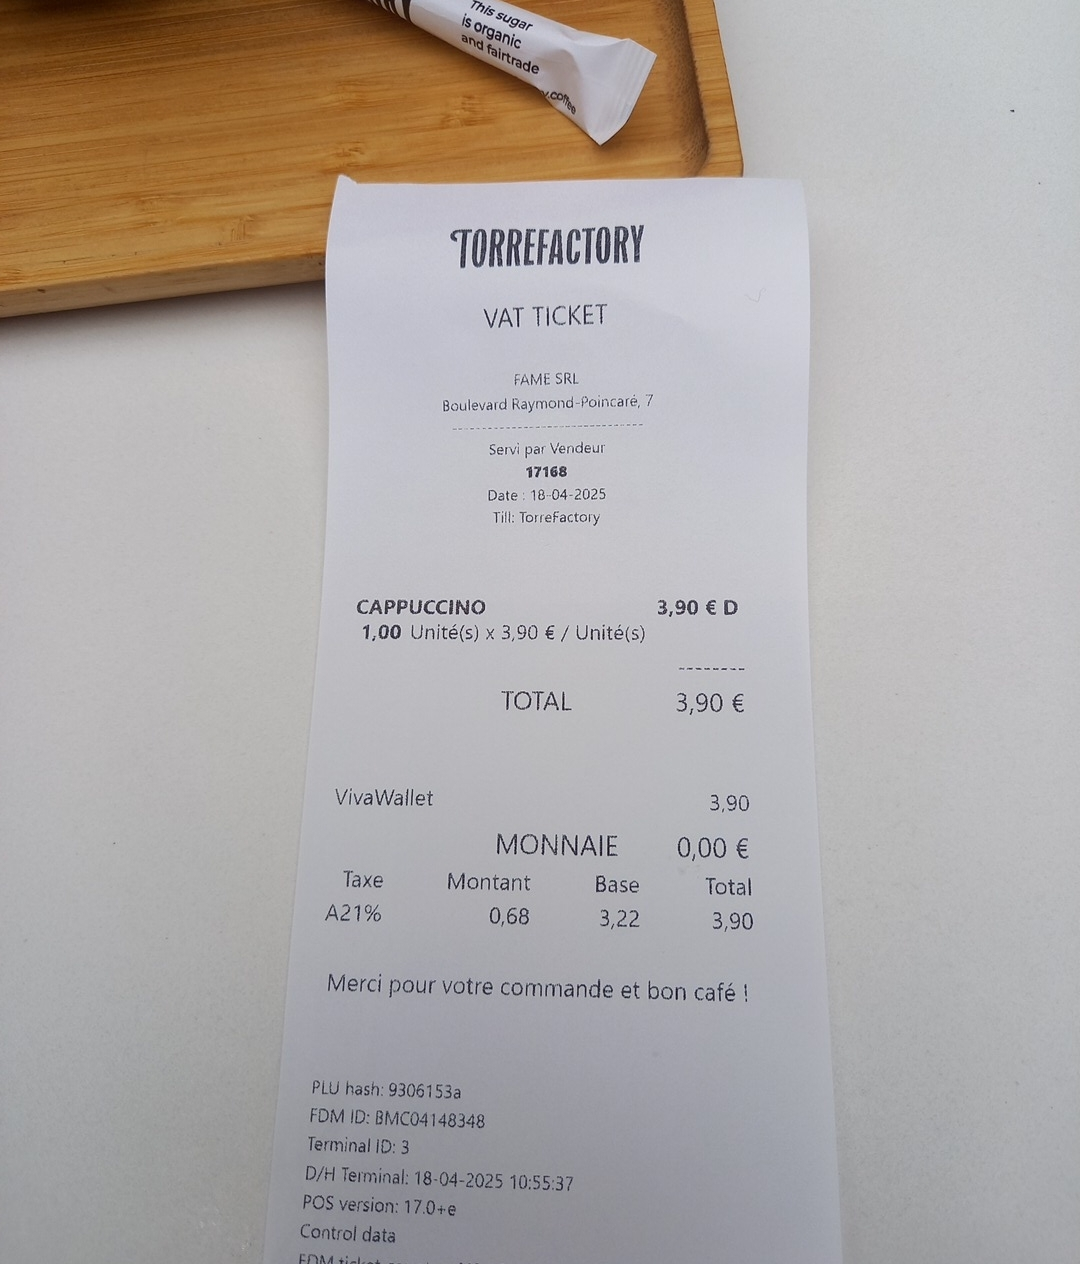 This sugar
is organic
and fairtrade
.coffee
TORREFACTORY
VAT TICKET
FAME SRL
Boulevard Raymond-Poincaré, 7
--------------------------------
Servi par Vendeur
17168
Date : 18-04-2025
Till: TorreFactory
CAPPUCCINO 3,90 € D
1,00 Unité(s) x 3,90 € / Unité(s)
--------
TOTAL 3,90 €
VivaWallet 3,90
MONNAIE 0,00 €
Taxe Montant Base Total
A21% 0,68 3,22 3,90
Merci pour votre commande et bon café !
PLU hash: 9306153a
FDM ID: BMC04148348
Terminal ID: 3
D/H Terminal: 18-04-2025 10:55:37
POS version: 17.0+e
Control data
FDM ticket